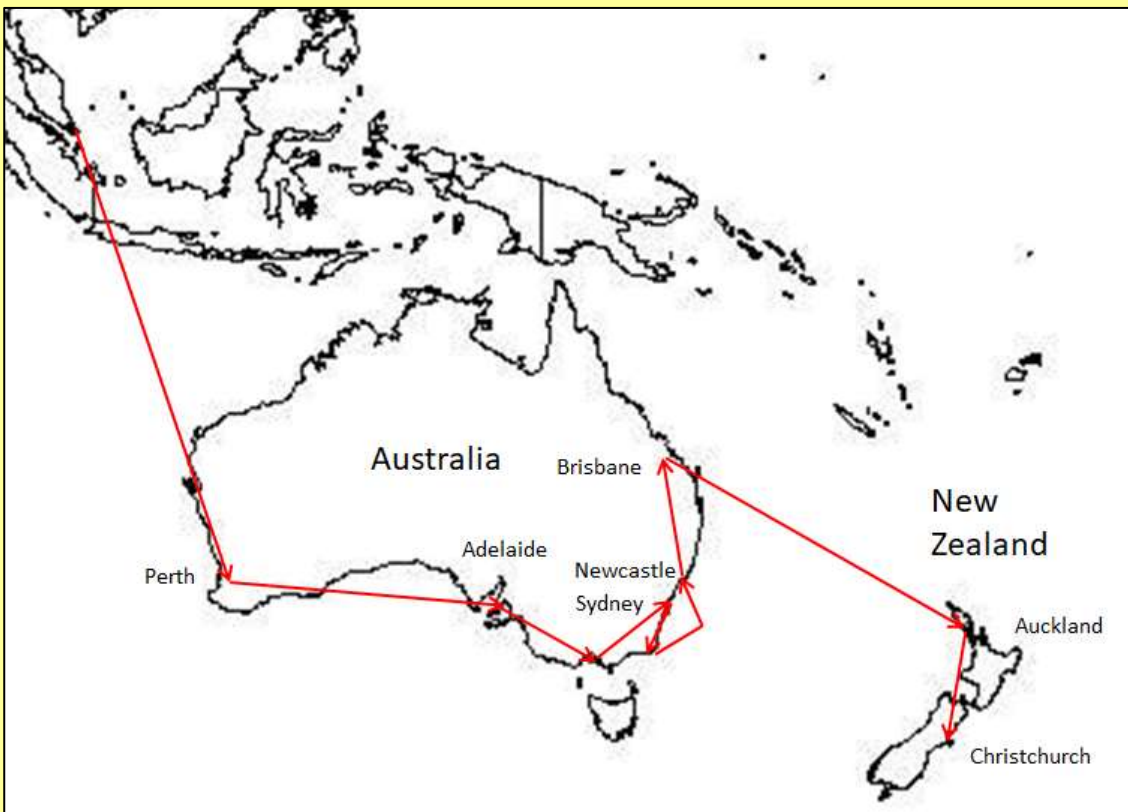 Australia
Brisbane
New
Zealand
Adelaide
Perth
Newcastle
Sydney
Auckland
Christchurch